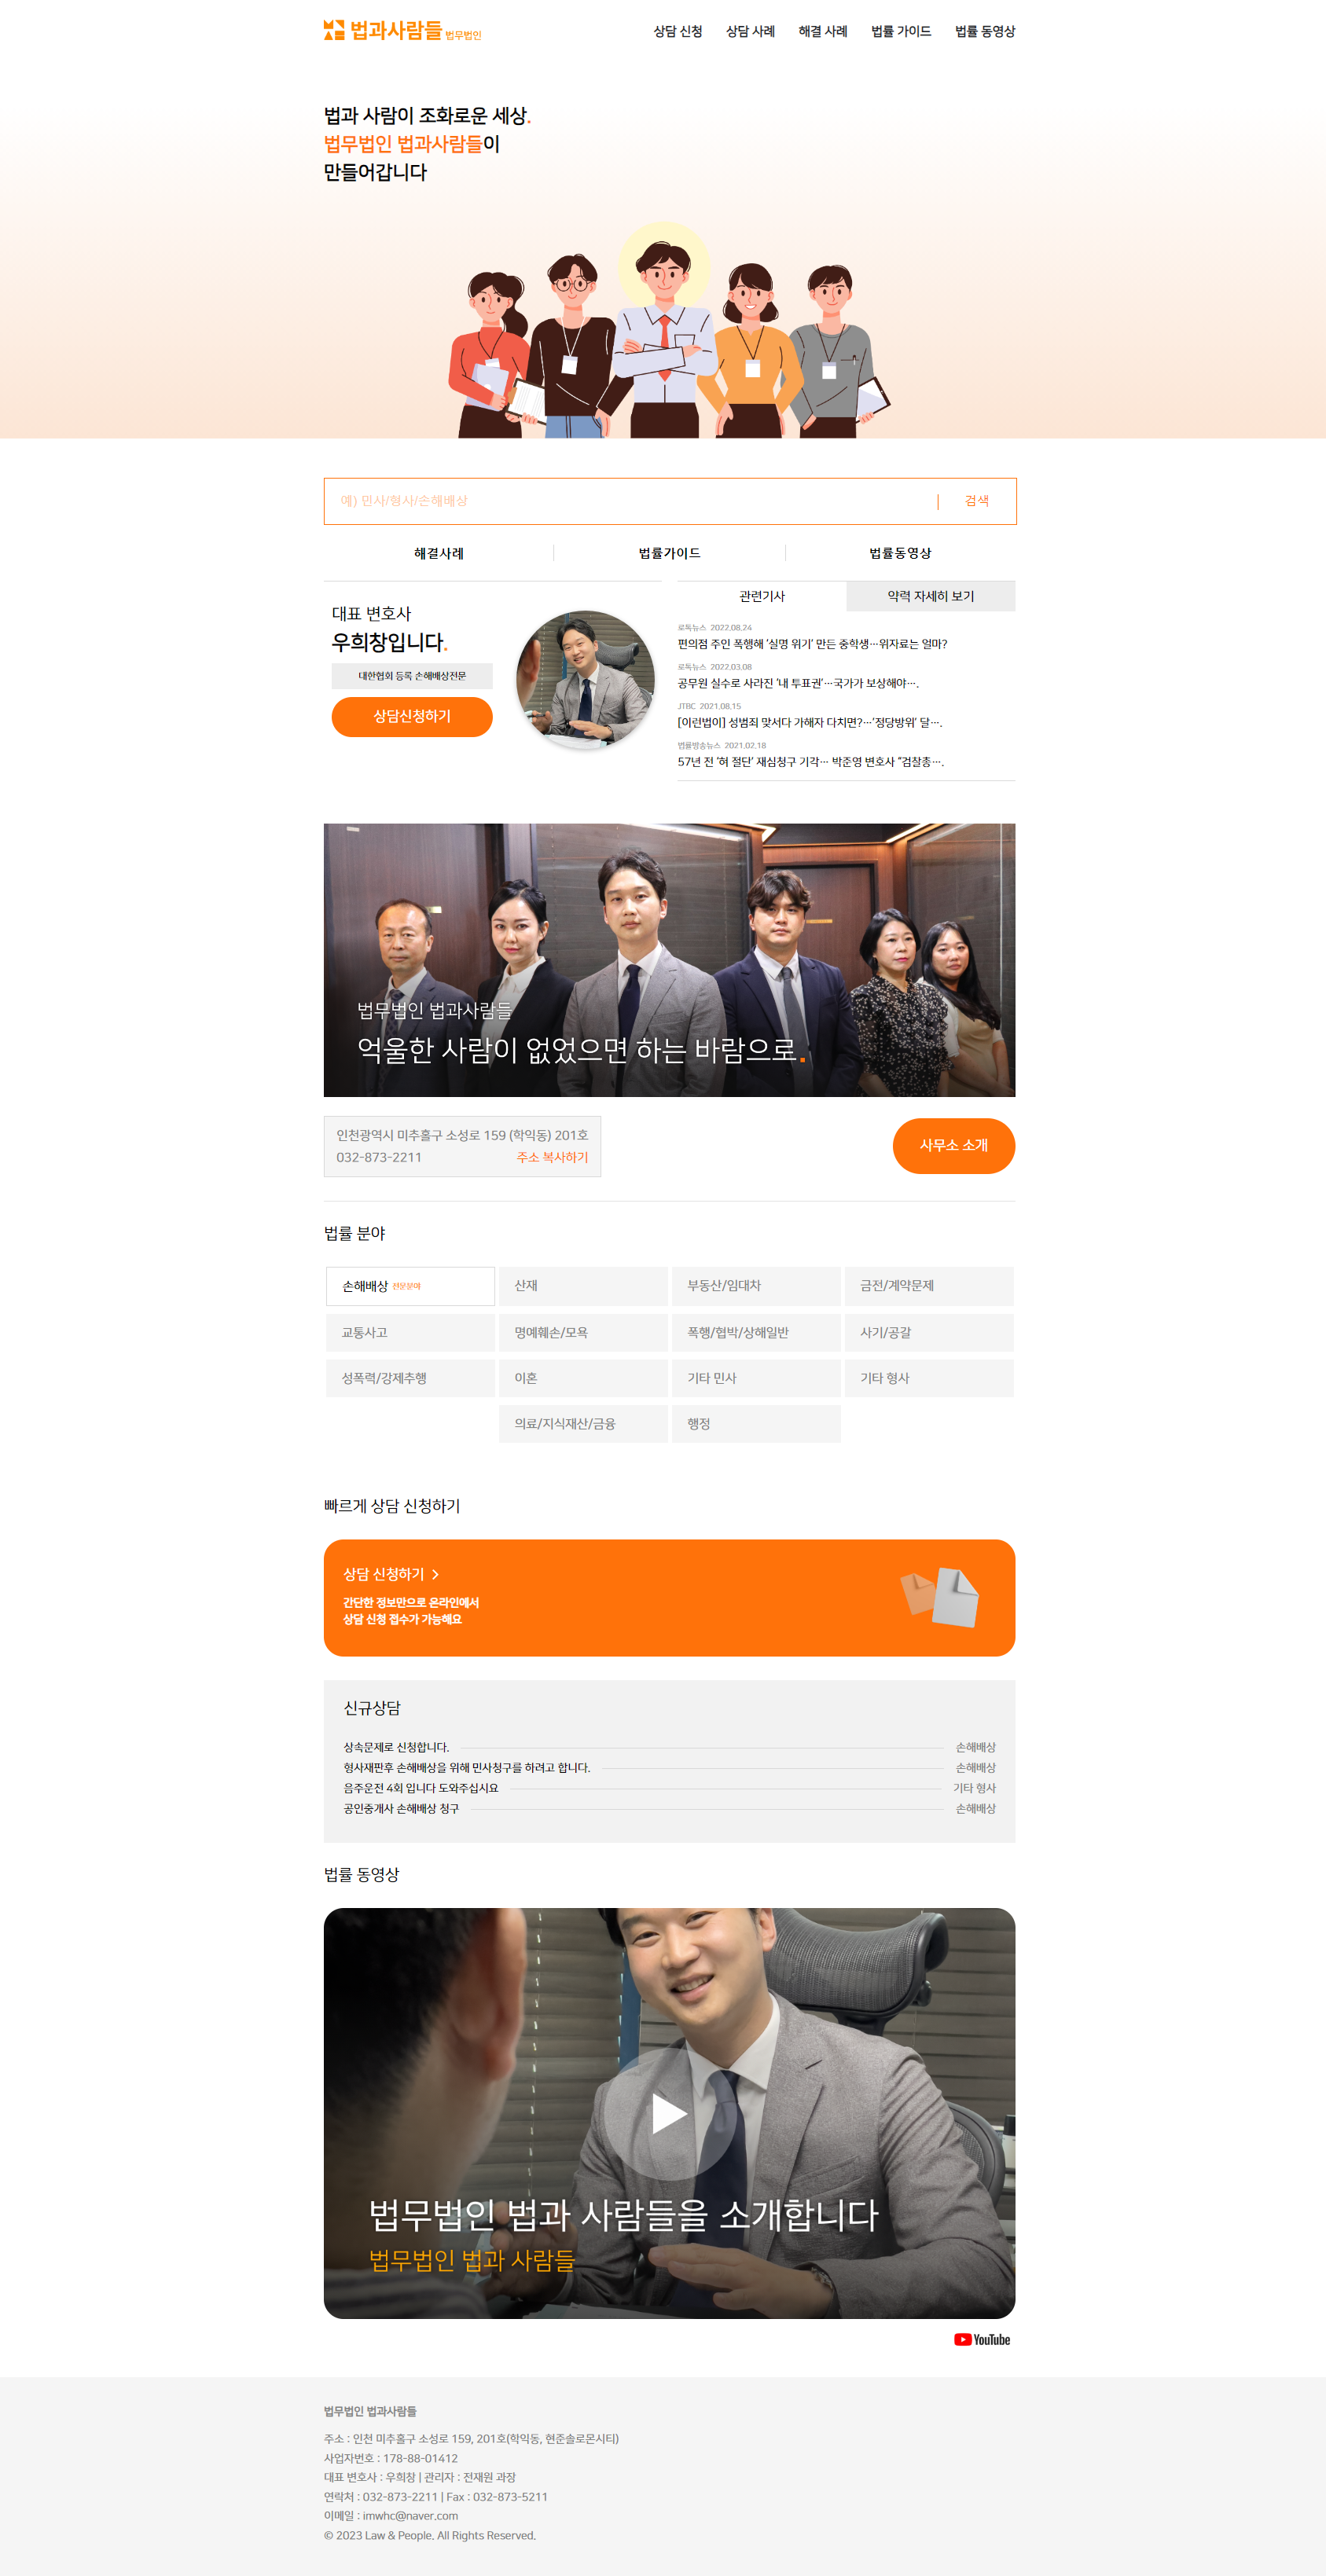 법과사람들 법무법인
상담 신청 상담 사례 해결 사례 법률 가이드 법률 동영상
법과 사람이 조화로운 세상.
법무법인 법과사람들이
만들어갑니다
예) 민사/형사/손해배상
검색
해결사례
법률가이드
법률동영상
대표 변호사
우희창입니다.
대한협회 등록 손해배상전문
상담신청하기
관련기사
약력 자세히 보기
로톡뉴스 2022.08.24
편의점 주인 폭행해 '실명 위기' 만든 중학생…위자료는 얼마?
로톡뉴스 2022.03.08
공무원 실수로 사라진 '내 투표권'…국가가 보상해야….
JTBC 2021.08.15
[이런법이] 성범죄 맞서다 가해자 다치면?…'정당방위' 달….
법률방송뉴스 2021.02.18
57년 전 '혀 절단' 재심청구 기각… 박준영 변호사 "검찰총….
법무법인 법과사람들
억울한 사람이 없었으면 하는 바람으로.
인천광역시 미추홀구 소성로 159 (학익동) 201호
032-873-2211
주소 복사하기
사무소 소개
법률 분야
손해배상 전문분야
산재
부동산/임대차
금전/계약문제
교통사고
명예훼손/모욕
폭행/협박/상해일반
사기/공갈
성폭력/강제추행
이혼
기타 민사
기타 형사
의료/지식재산/금융
행정
빠르게 상담 신청하기
상담 신청하기 >
간단한 정보만으로 온라인에서
상담 신청 접수가 가능해요
신규상담
상속문제로 신청합니다. 손해배상
형사재판후 손해배상을 위해 민사청구를 하려고 합니다. 손해배상
음주운전 4회 입니다 도와주십시요 기타 형사
공인중개사 손해배상 청구 손해배상
법률 동영상
법무법인 법과 사람들을 소개합니다
법무법인 법과 사람들
YouTube
법무법인 법과사람들
주소 : 인천 미추홀구 소성로 159, 201호(학익동, 현준솔로몬시티)
사업자번호 : 178-88-01412
대표 변호사 : 우희창 | 관리자 : 전재원 과장
연락처 : 032-873-2211 | Fax : 032-873-5211
이메일 : imwhc@naver.com
© 2023 Law & People. All Rights Reserved.